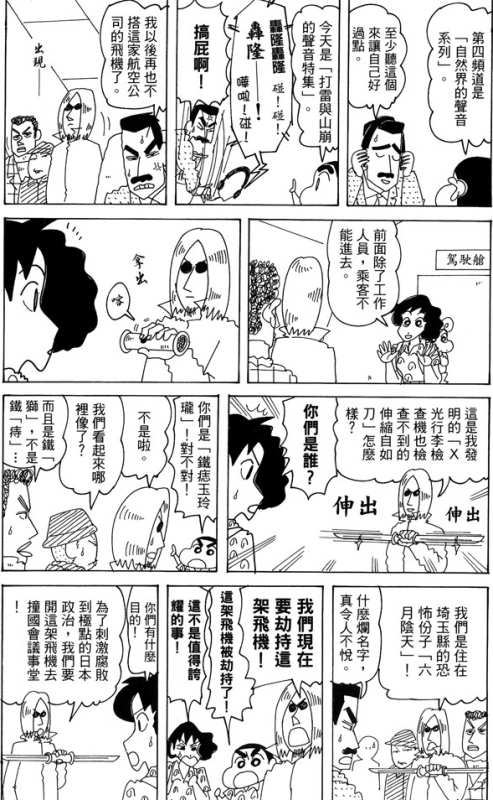 第四頻道是
「自然界的聲音
系列」。
至少聽這個
來讓自己好
過點。
今天是「打雷與山崩
的聲音特集」。
轟隆轟隆
碰！碰！
轟隆——！
嘩啦！碰！
搞屁啊！
我以後再也不
搭這家航空公
司的飛機了。
出現
駕駛艙
前面除了工作
人員，乘客不
能進去。
拿出
嗒
這是我發
明的「X
光行李檢
查機也檢
查不到的
伸縮自如
刀」怎麼
樣？
伸出
伸出
你們是誰？
你們是「鐵痞玉玲
瓏」！對不對！
不是啦。
我們看起來哪
裡像了？
而且是鐵「
獅」，不是
鐵「痔」…
我們是住在
埼玉縣的恐
怖份子「六
月陰天」！
什麼爛名字，
真令人不悅。
我們現在
要劫持這
架飛機！
這架飛機被劫持了！
這不是值得誇
耀的事！
你們有什麼
目的！
為了刺激腐敗
到極點的日本
政治，我們要
開這架飛機去
撞國會議事堂
！